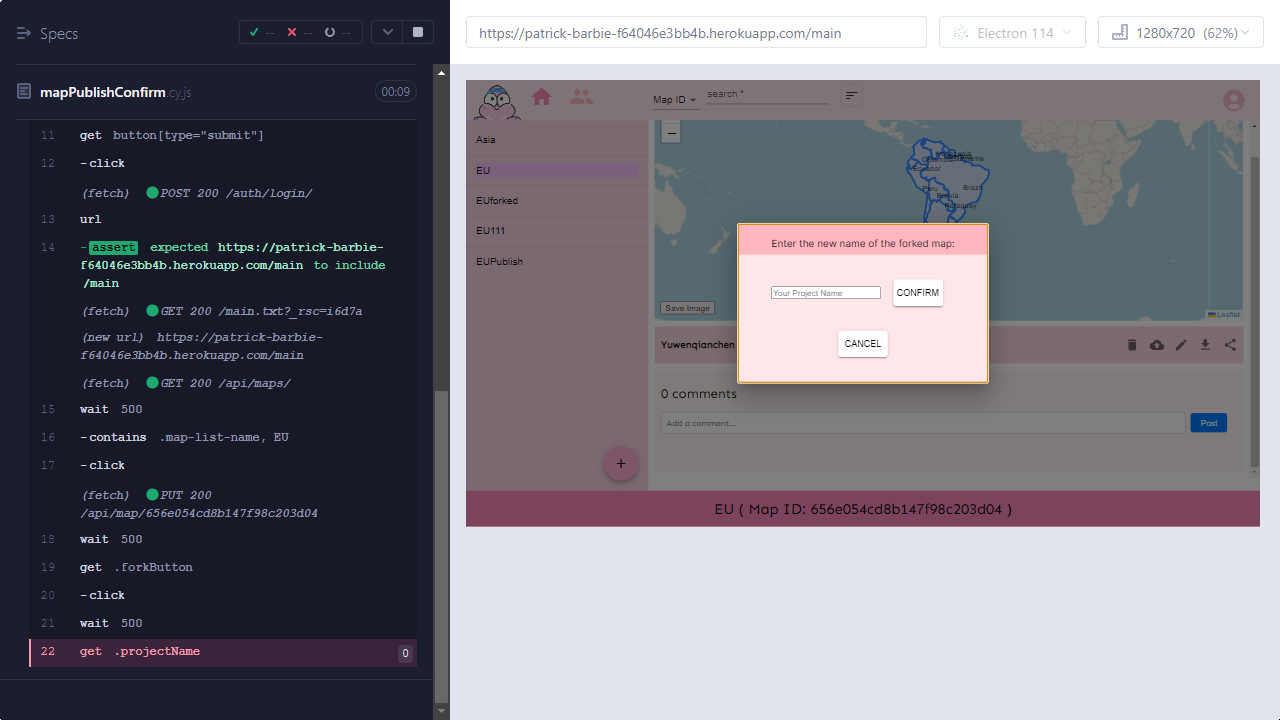 Specs
--
--
--
mapPublishConfirm.cy.js
00:09
11 get button[type="submit"]
12 -click
(fetch) POST 200 /auth/login/
13 url
14 -assert expected https://patrick-barbie-
f64046e3bb4b.herokuapp.com/main to include
/main
(fetch) GET 200 /main.txt?_rsc=i6d7a
(new url) https://patrick-barbie-
f64046e3bb4b.herokuapp.com/main
(fetch) GET 200 /api/maps/
15 wait 500
16 -contains .map-list-name, EU
17 -click
(fetch) PUT 200
/api/map/656e054cd8b147f98c203d04
18 wait 500
19 get .forkButton
20 -click
21 wait 500
22 get .projectName 0
https://patrick-barbie-f64046e3bb4b.herokuapp.com/main
Electron 114
1280x720 (62%)
Map ID
search *
Asia
EU
EUforked
EU111
EUPublish
+
−
Ecuador
Peru
Brazil
Bolivia
Paraguay
Save Image
Leaflet
Enter the new name of the forked map:
Your Project Name
CONFIRM
CANCEL
Yuwenqianchen
0 comments
Add a comment...
Post
EU ( Map ID: 656e054cd8b147f98c203d04 )